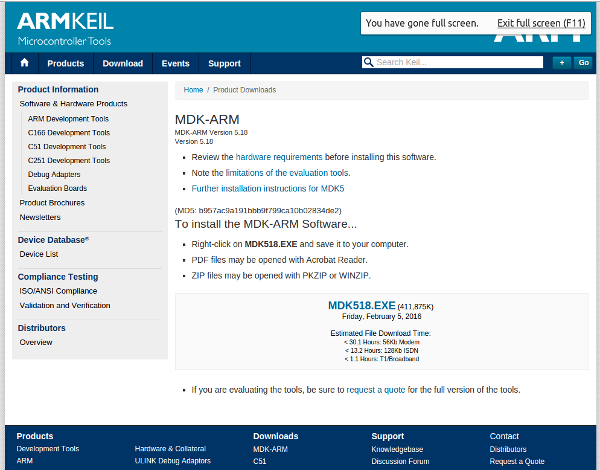 ARMKEIL
Microcontroller Tools
You have gone full screen. Exit full screen (F11)
ARM
Products Download Events Support Search Keil... + Go
Product Information
Software & Hardware Products
ARM Development Tools
C166 Development Tools
C51 Development Tools
C251 Development Tools
Debug Adapters
Evaluation Boards
Product Brochures
Newsletters
Device Database®
Device List
Compliance Testing
ISO/ANSI Compliance
Validation and Verification
Distributors
Overview
Home / Product Downloads
MDK-ARM
MDK-ARM Version 5.18
Version 5.18
• Review the hardware requirements before installing this software.
• Note the limitations of the evaluation tools.
• Further installation instructions for MDK5
(MD5: b957ac9a191bbb9f799ca10b02834de2)
To install the MDK-ARM Software...
• Right-click on MDK518.EXE and save it to your computer.
• PDF files may be opened with Acrobat Reader.
• ZIP files may be opened with PKZIP or WINZIP.
MDK518.EXE (411,875K)
Friday, February 5, 2016
Estimated File Download Time:
< 30.1 Hours: 56Kb Modem
< 13.2 Hours: 128Kb ISDN
< 1.1 Hours: T1/Broadband
• If you are evaluating the tools, be sure to request a quote for the full version of the tools.
Products Downloads Support Contact
Development Tools Hardware & Collateral MDK-ARM Knowledgebase Distributors
ARM ULINK Debug Adaptors C51 Discussion Forum Request a Quote